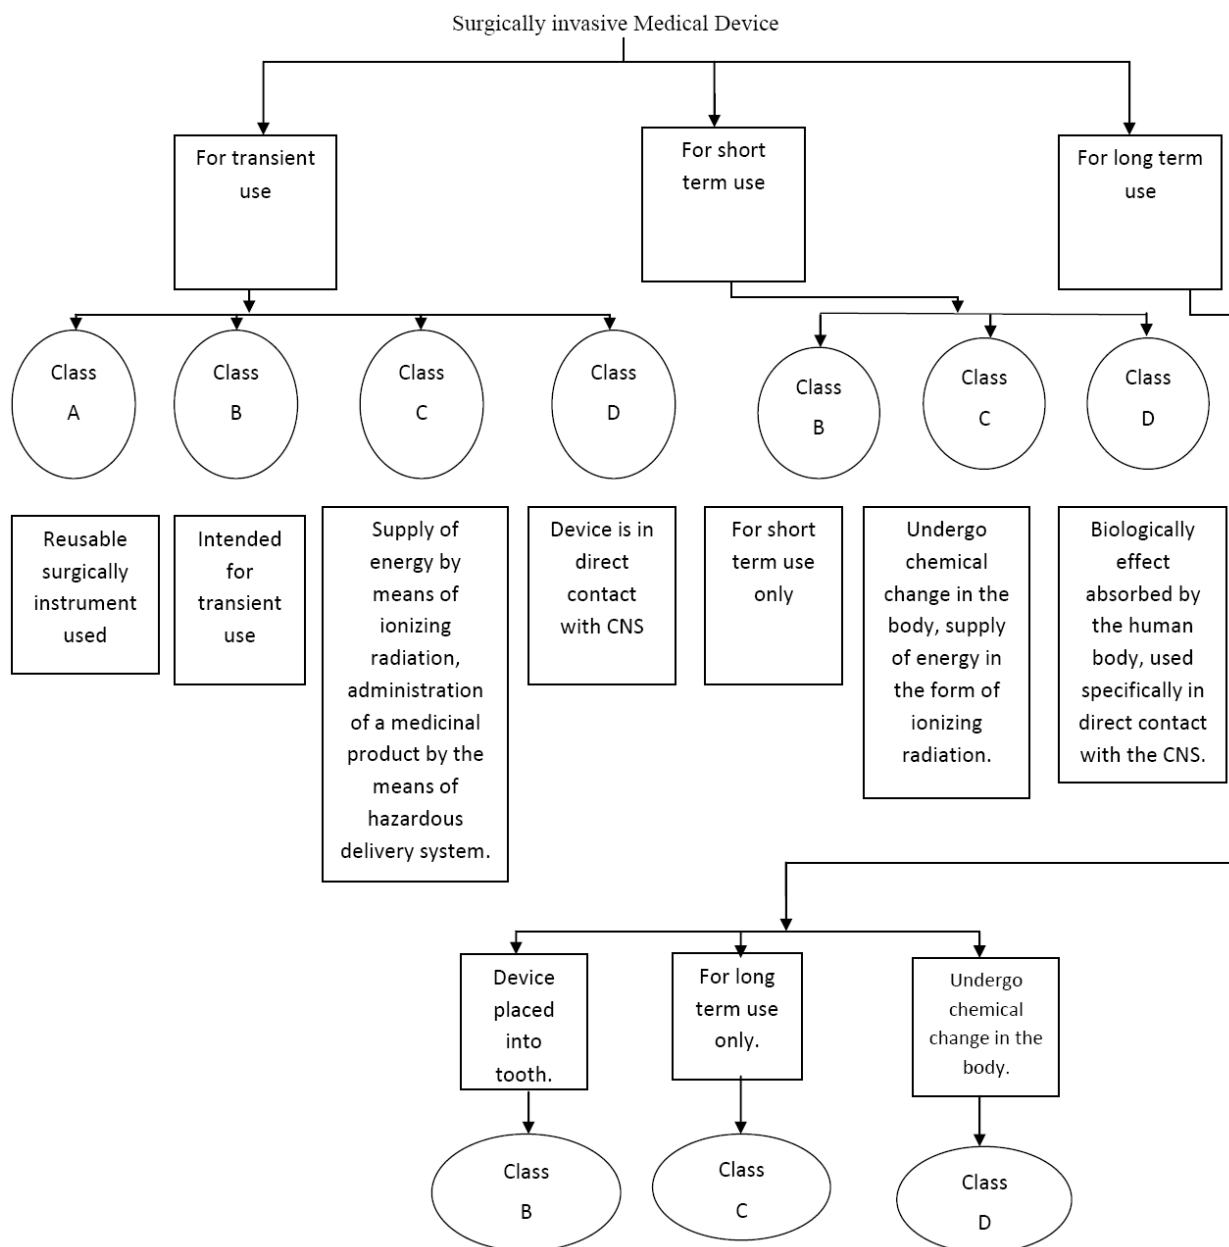 Surgically invasive Medical Device
For transient
use
For short
term use
For long term
use
Class
A
Class
B
Class
C
Class
D
Class
B
Class
C
Class
D
Reusable
surgically
instrument
used
Intended
for
transient
use
Supply of
energy by
means of
ionizing
radiation,
administration
of a medicinal
product by the
means of
hazardous
delivery system.
Device is in
direct
contact
with CNS
For short
term use
only
Undergo
chemical
change in the
body, supply
of energy in
the form of
ionizing
radiation.
Biologically
effect
absorbed by
the human
body, used
specifically in
direct contact
with the CNS.
Device
placed
into
tooth.
For long
term use
only.
Undergo
chemical
change in the
body.
Class
B
Class
C
Class
D